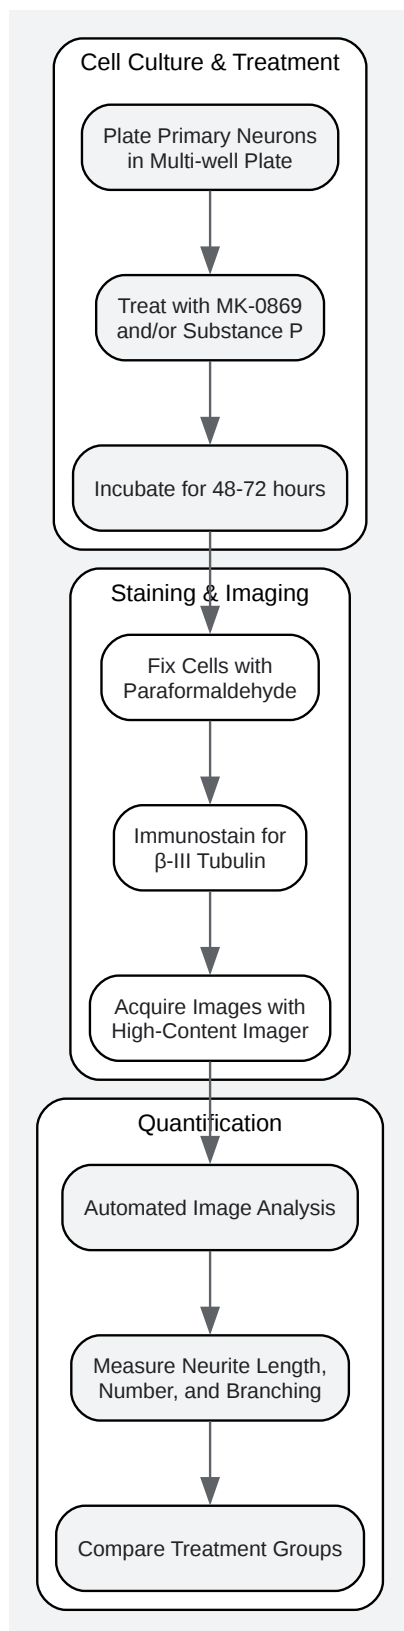 Cell Culture & Treatment
Plate Primary Neurons
in Multi-well Plate
Treat with MK-0869
and/or Substance P
Incubate for 48-72 hours
Staining & Imaging
Fix Cells with
Paraformaldehyde
Immunostain for
β-III Tubulin
Acquire Images with
High-Content Imager
Quantification
Automated Image Analysis
Measure Neurite Length,
Number, and Branching
Compare Treatment Groups